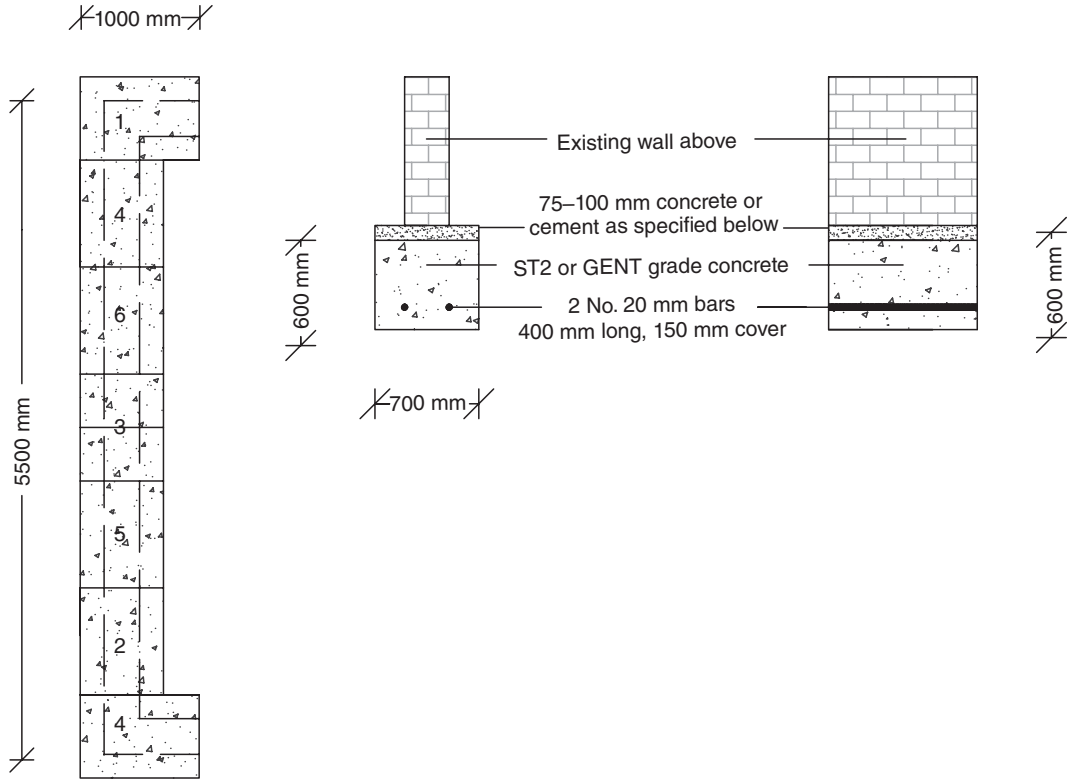 1000 mm
1
4
6
3
5
2
4
5500 mm
Existing wall above
75–100 mm concrete or
cement as specified below
ST2 or GENT grade concrete
2 No. 20 mm bars
400 mm long, 150 mm cover
600 mm
700 mm
600 mm